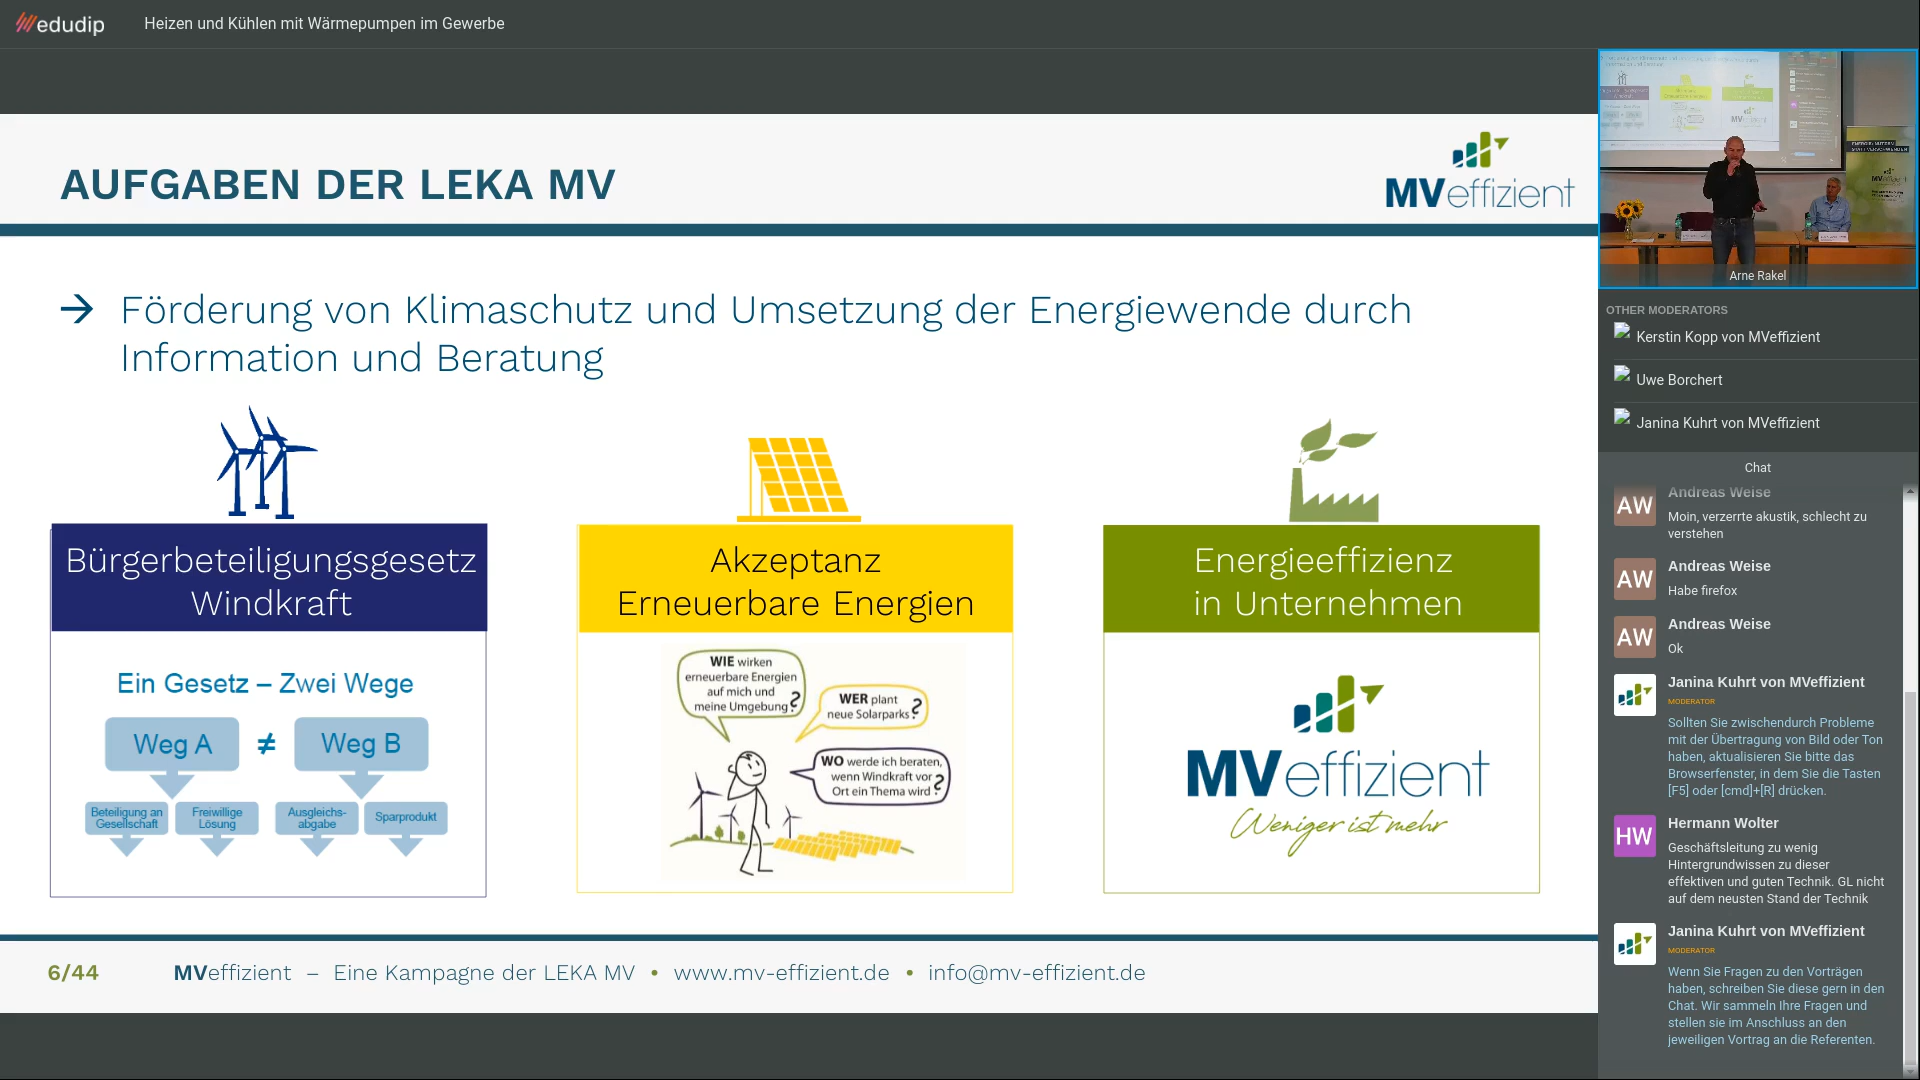 edudip
Heizen und Kühlen mit Wärmepumpen im Gewerbe
AUFGABEN DER LEKA MV
MVeffizient
→ Förderung von Klimaschutz und Umsetzung der Energiewende durch
Information und Beratung
Bürgerbeteiligungsgesetz
Windkraft
Ein Gesetz – Zwei Wege
Weg A ≠ Weg B
Beteiligung an
Gesellschaft
Freiwillige
Lösung
Ausgleichs-
abgabe
Sparprodukt
Akzeptanz
Erneuerbare Energien
WIE wirken
erneuerbare Energien
auf mich und
meine Umgebung?
WER plant
neue Solarparks?
WO werde ich beraten,
wenn Windkraft vor
Ort ein Thema wird?
Energieeffizienz
in Unternehmen
MVeffizient
Weniger ist mehr
6/44
MVeffizient – Eine Kampagne der LEKA MV • www.mv-effizient.de • info@mv-effizient.de
ENERGIE: NUTZEN
STATT VERSCHWENDEN
Arne Rakel
OTHER MODERATORS
Kerstin Kopp von MVeffizient
Uwe Borchert
Janina Kuhrt von MVeffizient
Chat
AW
Andreas Weise
Moin, verzerrte akustik, schlecht zu
verstehen
AW
Andreas Weise
Habe firefox
AW
Andreas Weise
Ok
Janina Kuhrt von MVeffizient
MODERATOR
Sollten Sie zwischendurch Probleme
mit der Übertragung von Bild oder Ton
haben, aktualisieren Sie bitte das
Browserfenster, in dem Sie die Tasten
[F5] oder [cmd]+[R] drücken.
HW
Hermann Wolter
Geschäftsleitung zu wenig
Hintergrundwissen zu dieser
effektiven und guten Technik. GL nicht
auf dem neusten Stand der Technik
Janina Kuhrt von MVeffizient
MODERATOR
Wenn Sie Fragen zu den Vorträgen
haben, schreiben Sie diese gern in den
Chat. Wir sammeln Ihre Fragen und
stellen sie im Anschluss an den
jeweiligen Vortrag an die Referenten.